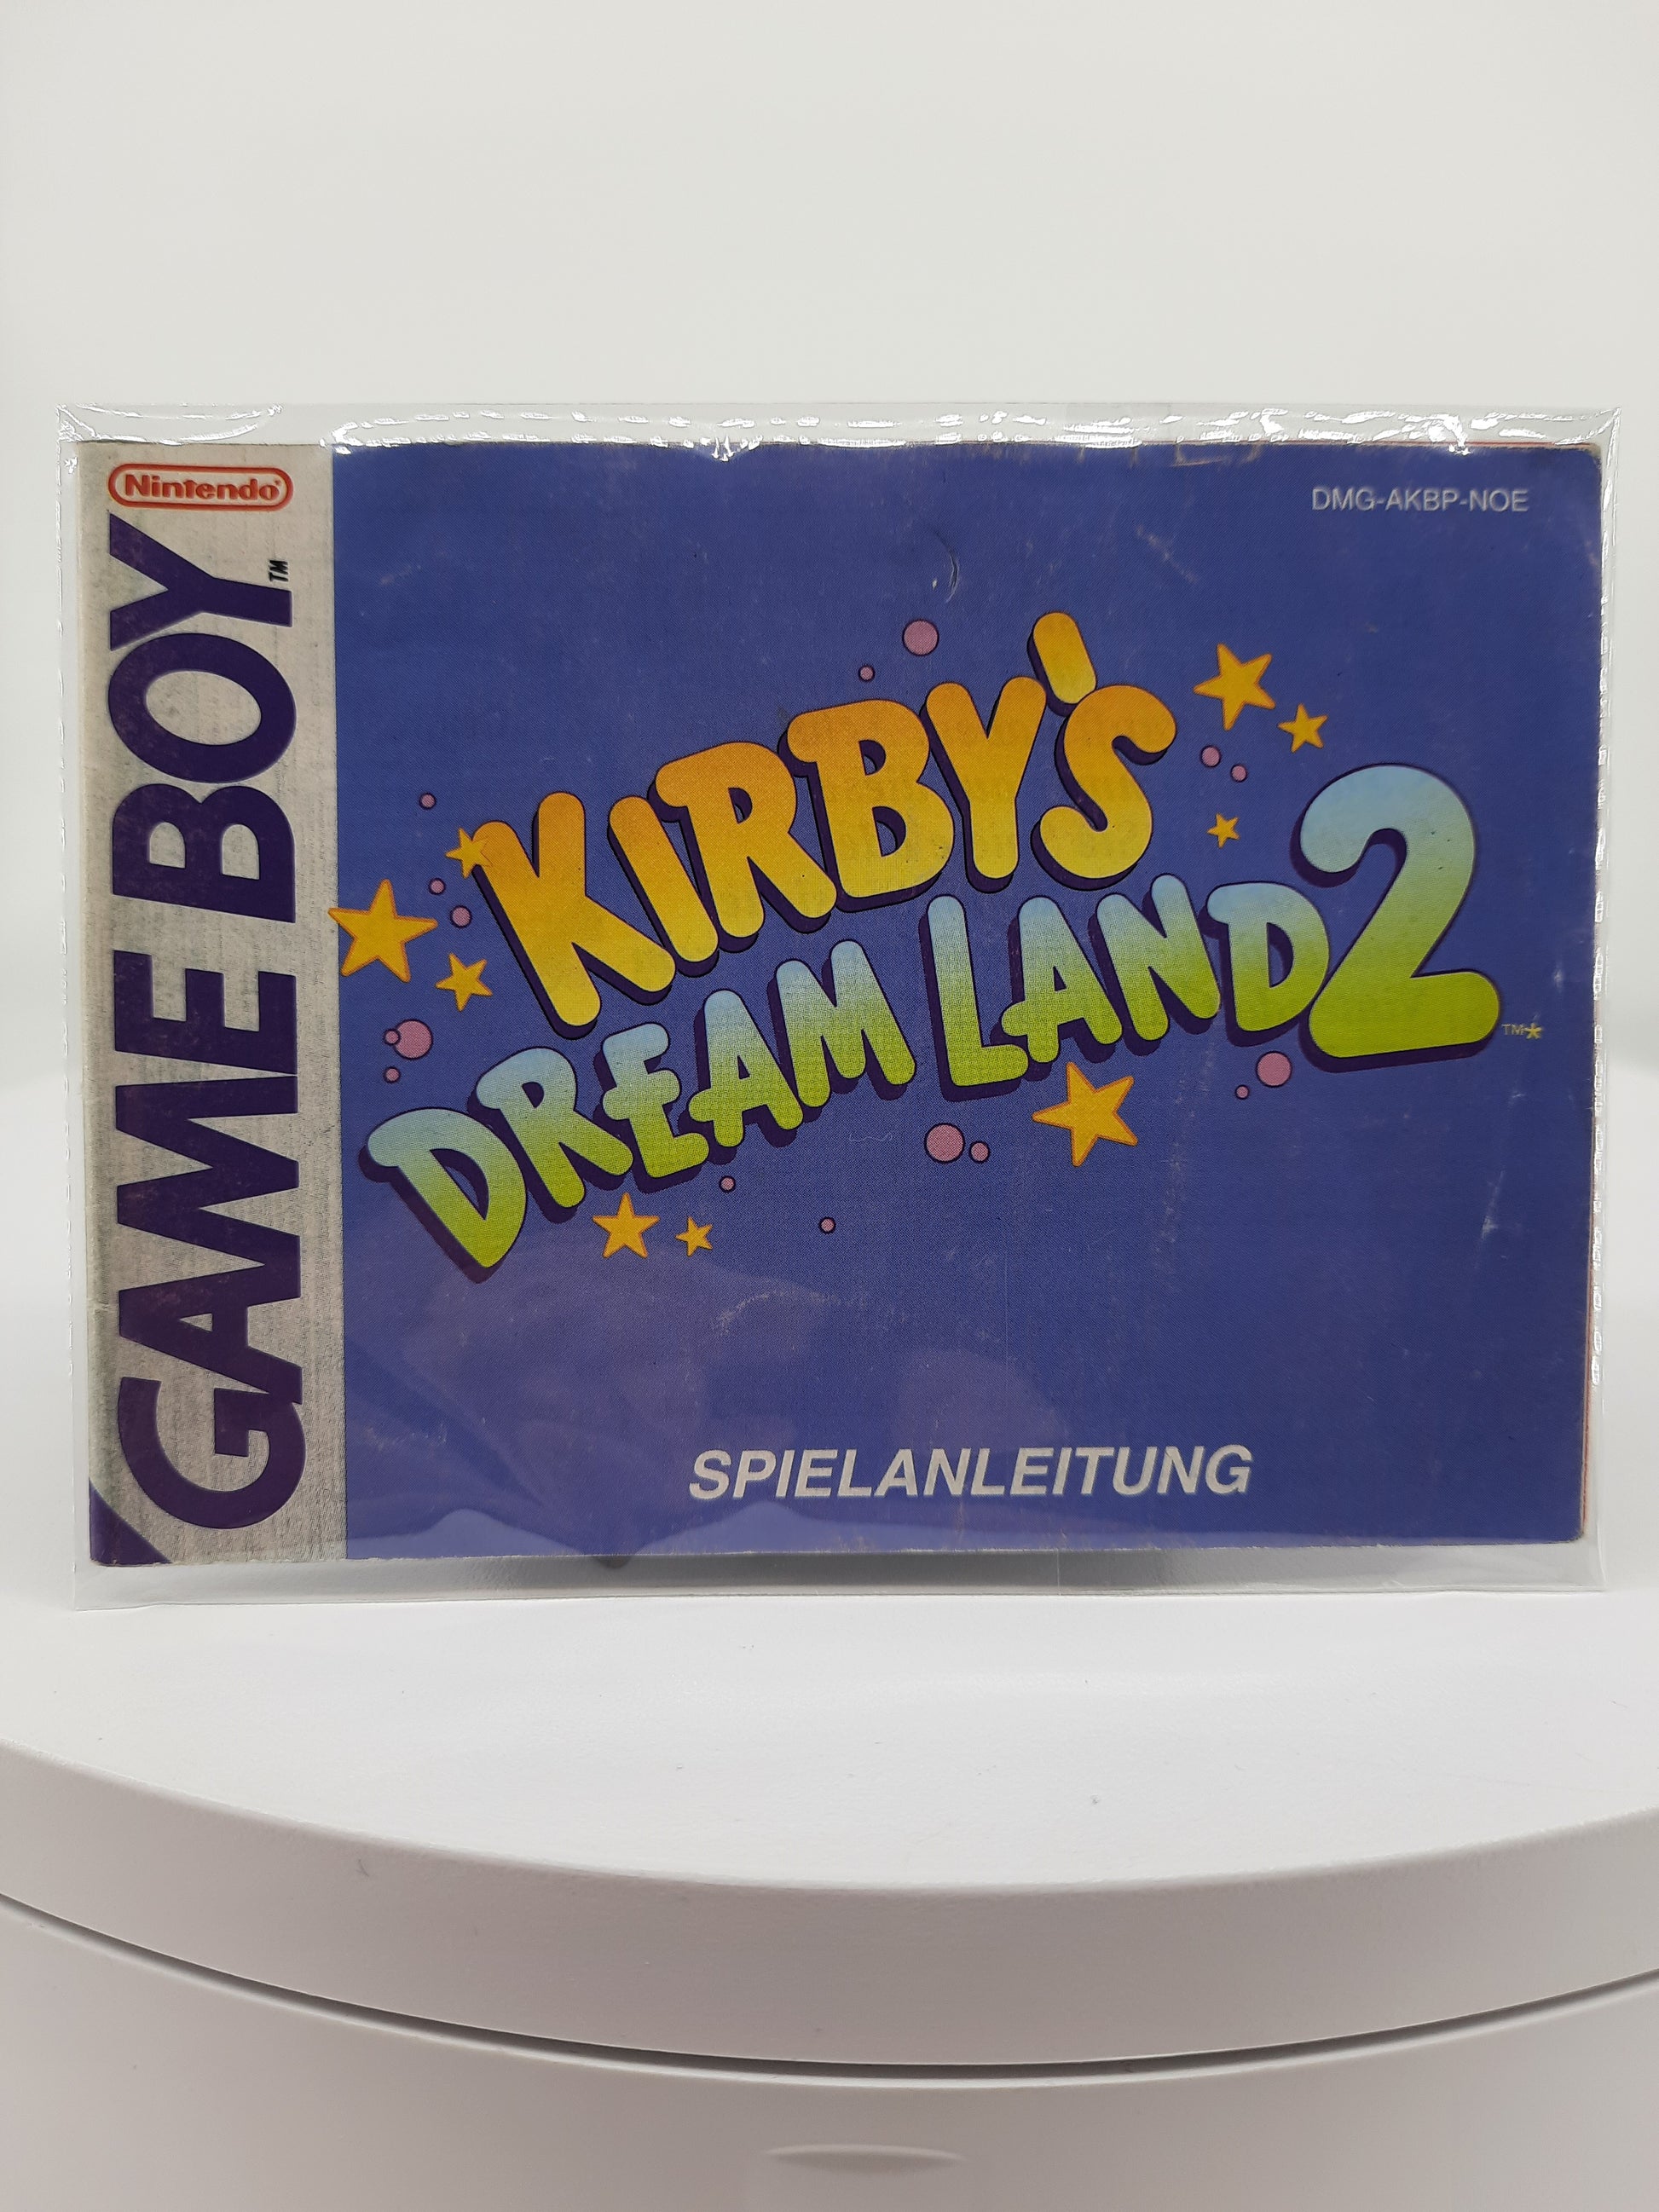 Nintendo®
GAME BOY™
DMG-AKBP-NOE
KIRBY'S
DREAM LAND 2
TM
SPIELANLEITUNG